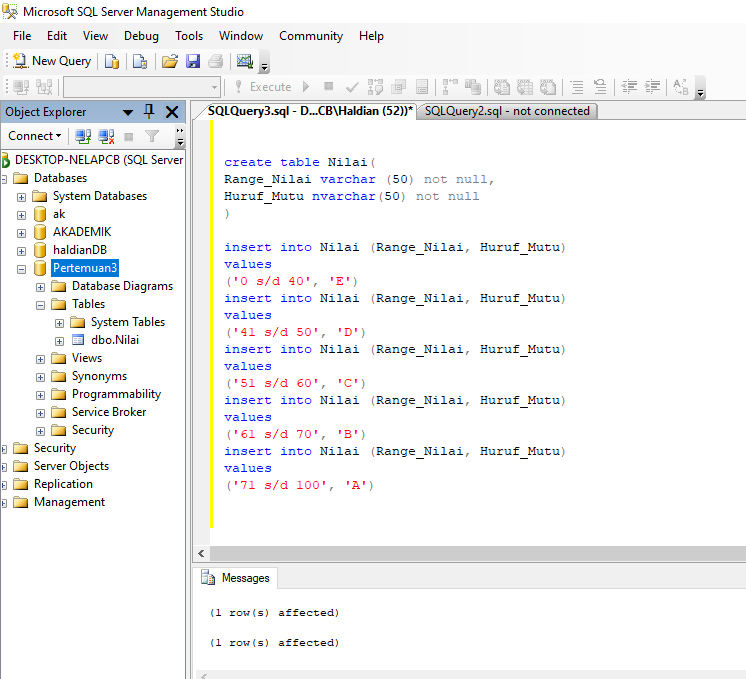 Microsoft SQL Server Management Studio
File Edit View Debug Tools Window Community Help
New Query
Execute
Object Explorer
Connect
DESKTOP-NELAPCB (SQL Server
Databases
System Databases
ak
AKADEMIK
haldianDB
Pertemuan3
Database Diagrams
Tables
System Tables
dbo.Nilai
Views
Synonyms
Programmability
Service Broker
Security
Security
Server Objects
Replication
Management
SQLQuery3.sql - D...CB\Haldian (52))* SQLQuery2.sql - not connected
create table Nilai(
Range_Nilai varchar (50) not null,
Huruf_Mutu nvarchar(50) not null
)
insert into Nilai (Range_Nilai, Huruf_Mutu)
values
('0 s/d 40', 'E')
insert into Nilai (Range_Nilai, Huruf_Mutu)
values
('41 s/d 50', 'D')
insert into Nilai (Range_Nilai, Huruf_Mutu)
values
('51 s/d 60', 'C')
insert into Nilai (Range_Nilai, Huruf_Mutu)
values
('61 s/d 70', 'B')
insert into Nilai (Range_Nilai, Huruf_Mutu)
values
('71 s/d 100', 'A')
Messages
(1 row(s) affected)
(1 row(s) affected)